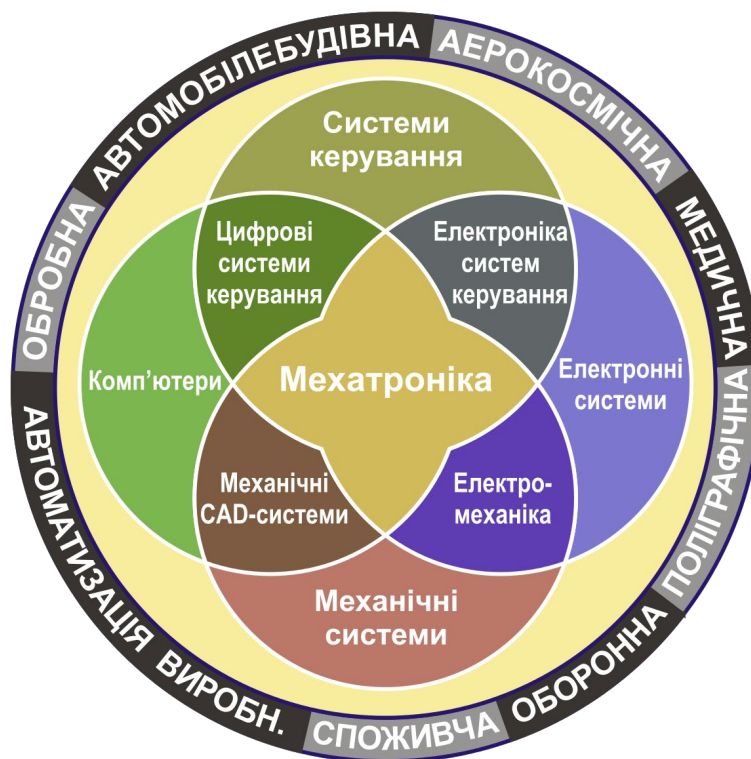 АВТОМОБІЛЕБУДІВНА
АЕРОКОСМІЧНА
МЕДИЧНА
ПОЛІГРАФІЧНА
ОБОРОННА
СПОЖИВЧА
АВТОМАТИЗАЦІЯ ВИРОБН.
ОБРОБНА
Системи
керування
Цифрові
системи
керування
Електроніка
систем
керування
Комп’ютери
Мехатроніка
Електронні
системи
Механічні
CAD-системи
Електро-
механіка
Механічні
системи